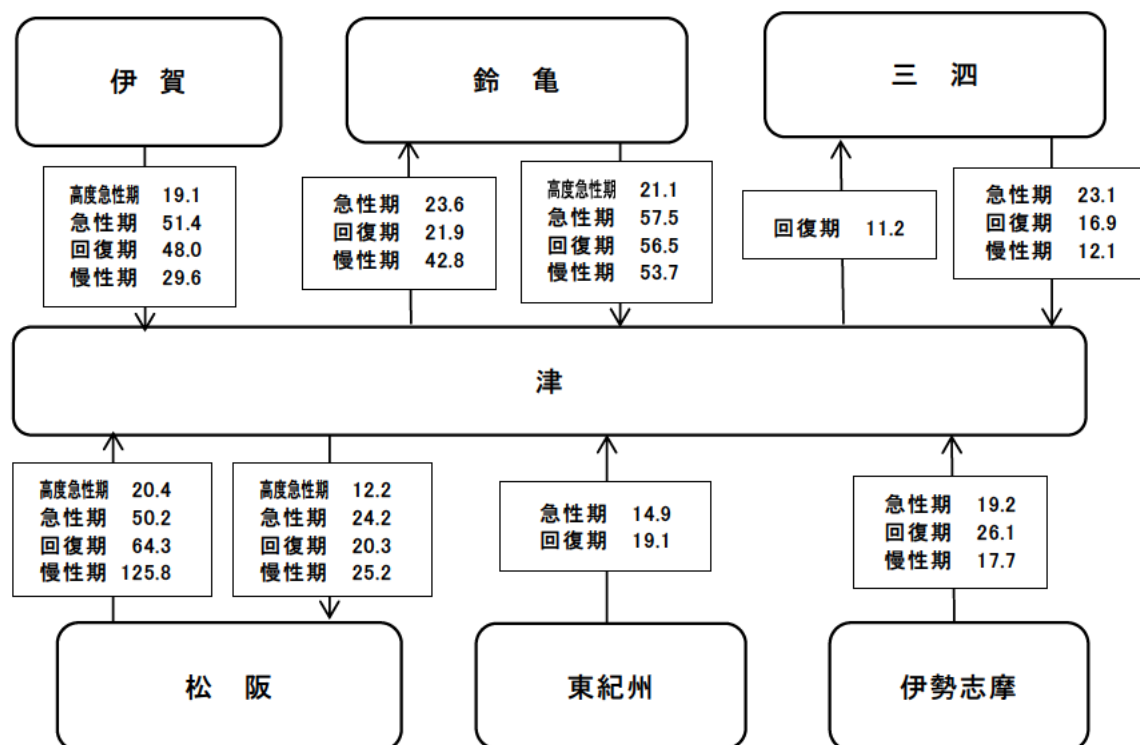 伊 賀
鈴 亀
三 泗
高度急性期 19.1
急性期 51.4
回復期 48.0
慢性期 29.6
急性期 23.6
回復期 21.9
慢性期 42.8
高度急性期 21.1
急性期 57.5
回復期 56.5
慢性期 53.7
回復期 11.2
急性期 23.1
回復期 16.9
慢性期 12.1
津
高度急性期 20.4
急性期 50.2
回復期 64.3
慢性期 125.8
高度急性期 12.2
急性期 24.2
回復期 20.3
慢性期 25.2
急性期 14.9
回復期 19.1
急性期 19.2
回復期 26.1
慢性期 17.7
松 阪
東紀州
伊勢志摩